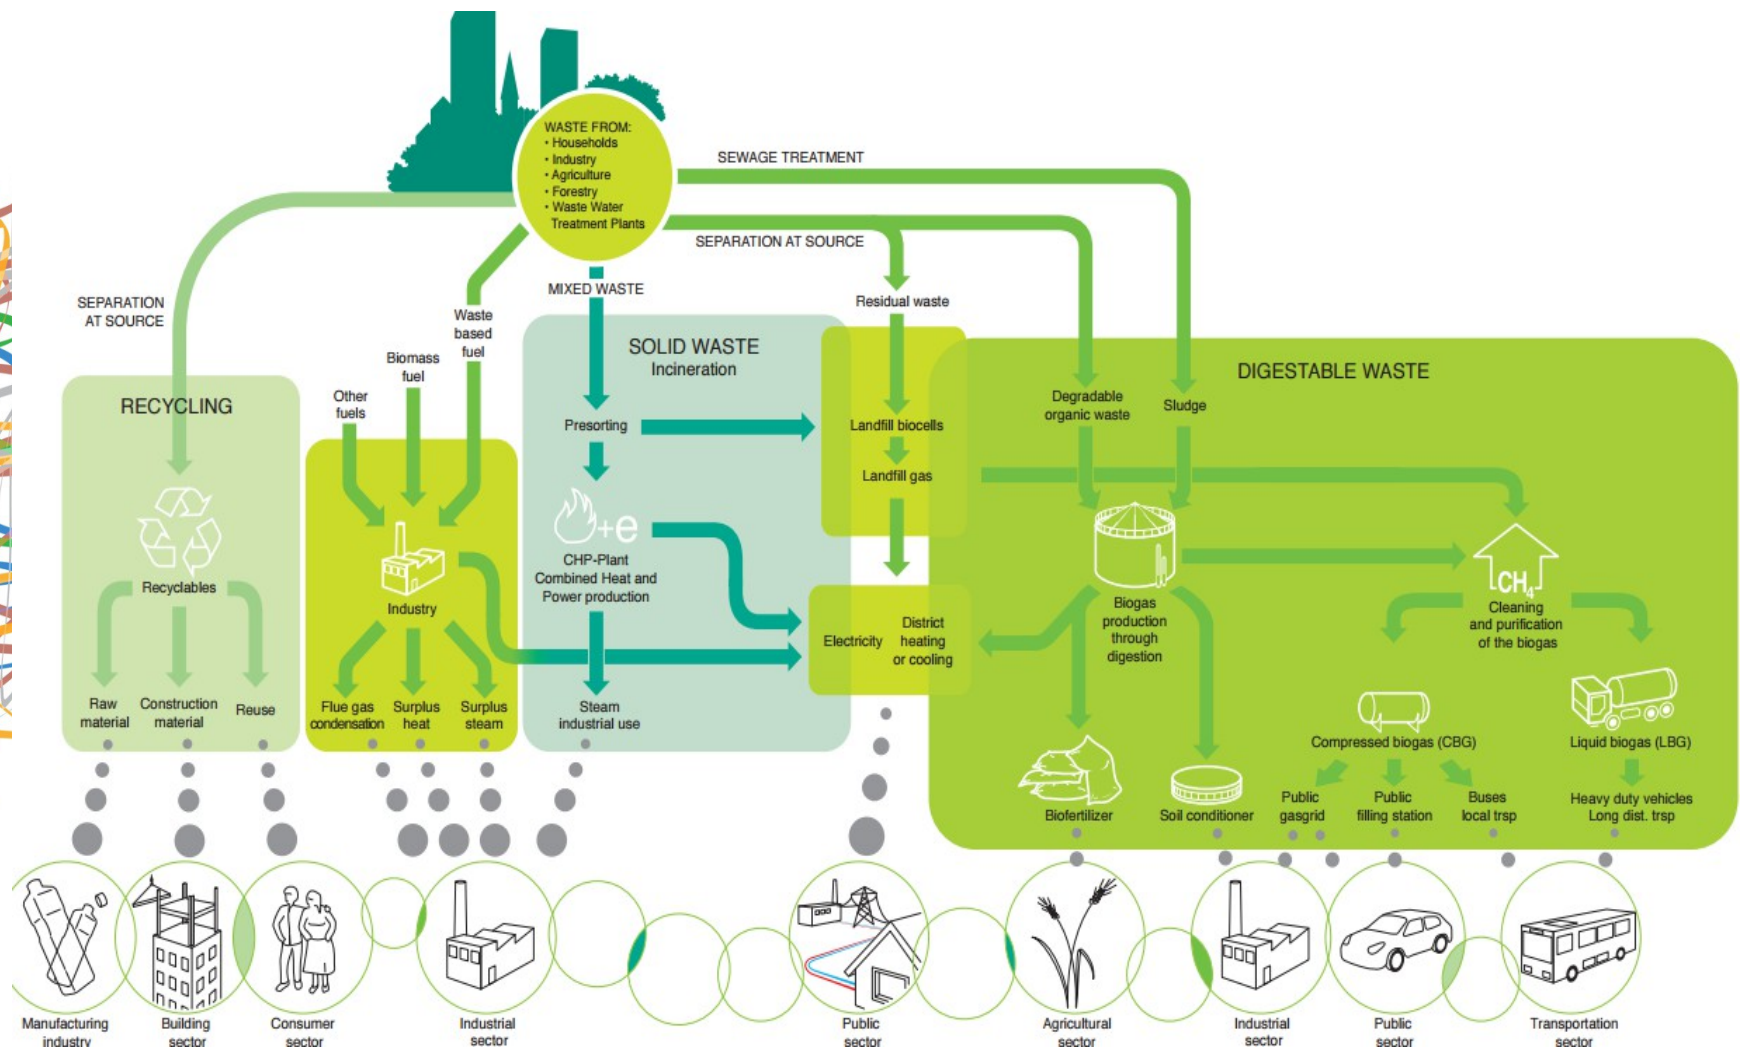 WASTE FROM:
• Households
• Industry
• Agriculture
• Forestry
• Waste Water
Treatment Plants
SEWAGE TREATMENT
SEPARATION AT SOURCE
SEPARATION
AT SOURCE
MIXED WASTE
Residual waste
Waste
based
fuel
Biomass
fuel
Other
fuels
RECYCLING
Recyclables
Raw
material
Construction
material
Reuse
Industry
Flue gas
condensation
Surplus
heat
Surplus
steam
SOLID WASTE
Incineration
Presorting
+e
CHP-Plant
Combined Heat and
Power production
Steam
industrial use
Landfill biocells
Landfill gas
Electricity
District
heating
or cooling
DIGESTABLE WASTE
Degradable
organic waste
Sludge
Biogas
production
through
digestion
CH4
Cleaning
and purification
of the biogas
Biofertilizer
Soil conditioner
Compressed biogas (CBG)
Public
gasgrid
Public
filling station
Buses
local trsp
Liquid biogas (LBG)
Heavy duty vehicles
Long dist. trsp
Manufacturing
industry
Building
sector
Consumer
sector
Industrial
sector
Public
sector
Agricultural
sector
Industrial
sector
Public
sector
Transportation
sector